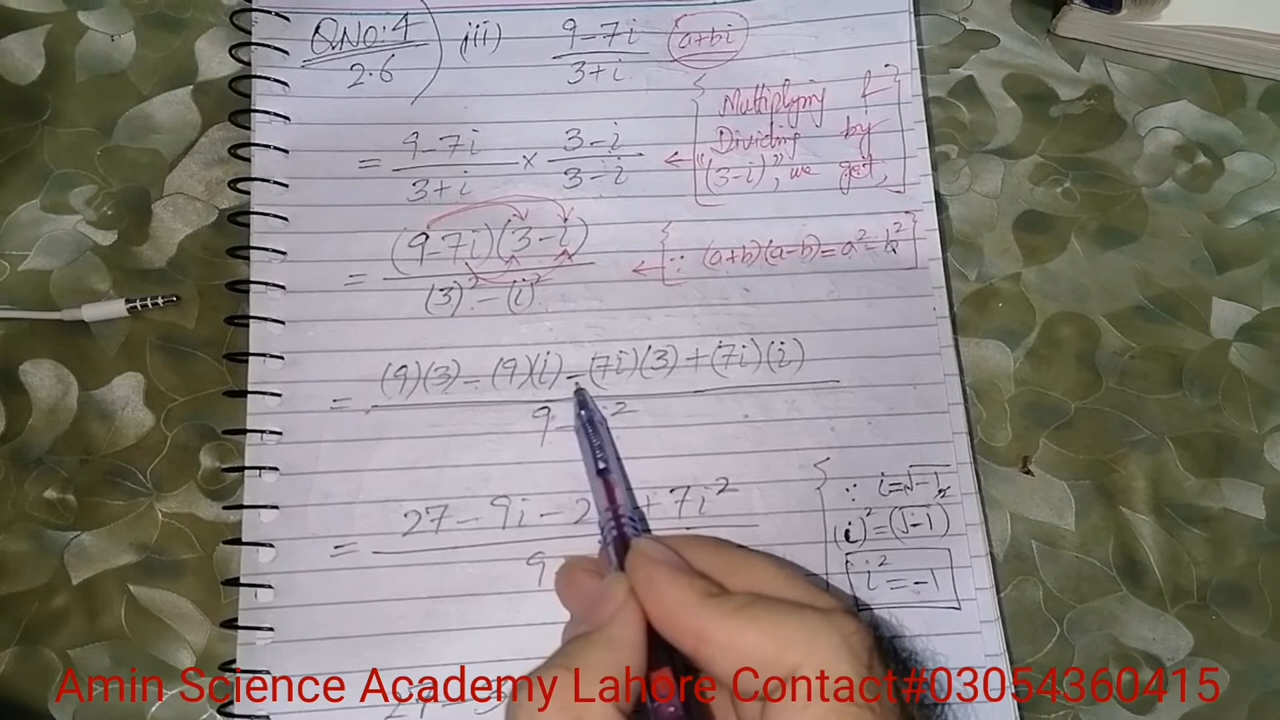 QNO:4 (iii) 9-7i / 3+i (a+bi)
2.6
Multiplying &
Dividing by
"(3-i)", we get,
= 9-7i / 3+i × 3-i / 3-i
= (9-7i)(3-i) / (3)² - (i)²
∵ (a+b)(a-b)=a²-b²
= (9)(3) - (9)(i) - (7i)(3) + (7i)(i) / 9 - i²
= 27 - 9i - 2 + 7i² / 9
∵ i=√-1
(i)²=(√-1)²
i²=-1
Amin Science Academy Lahore Contact#03054360415